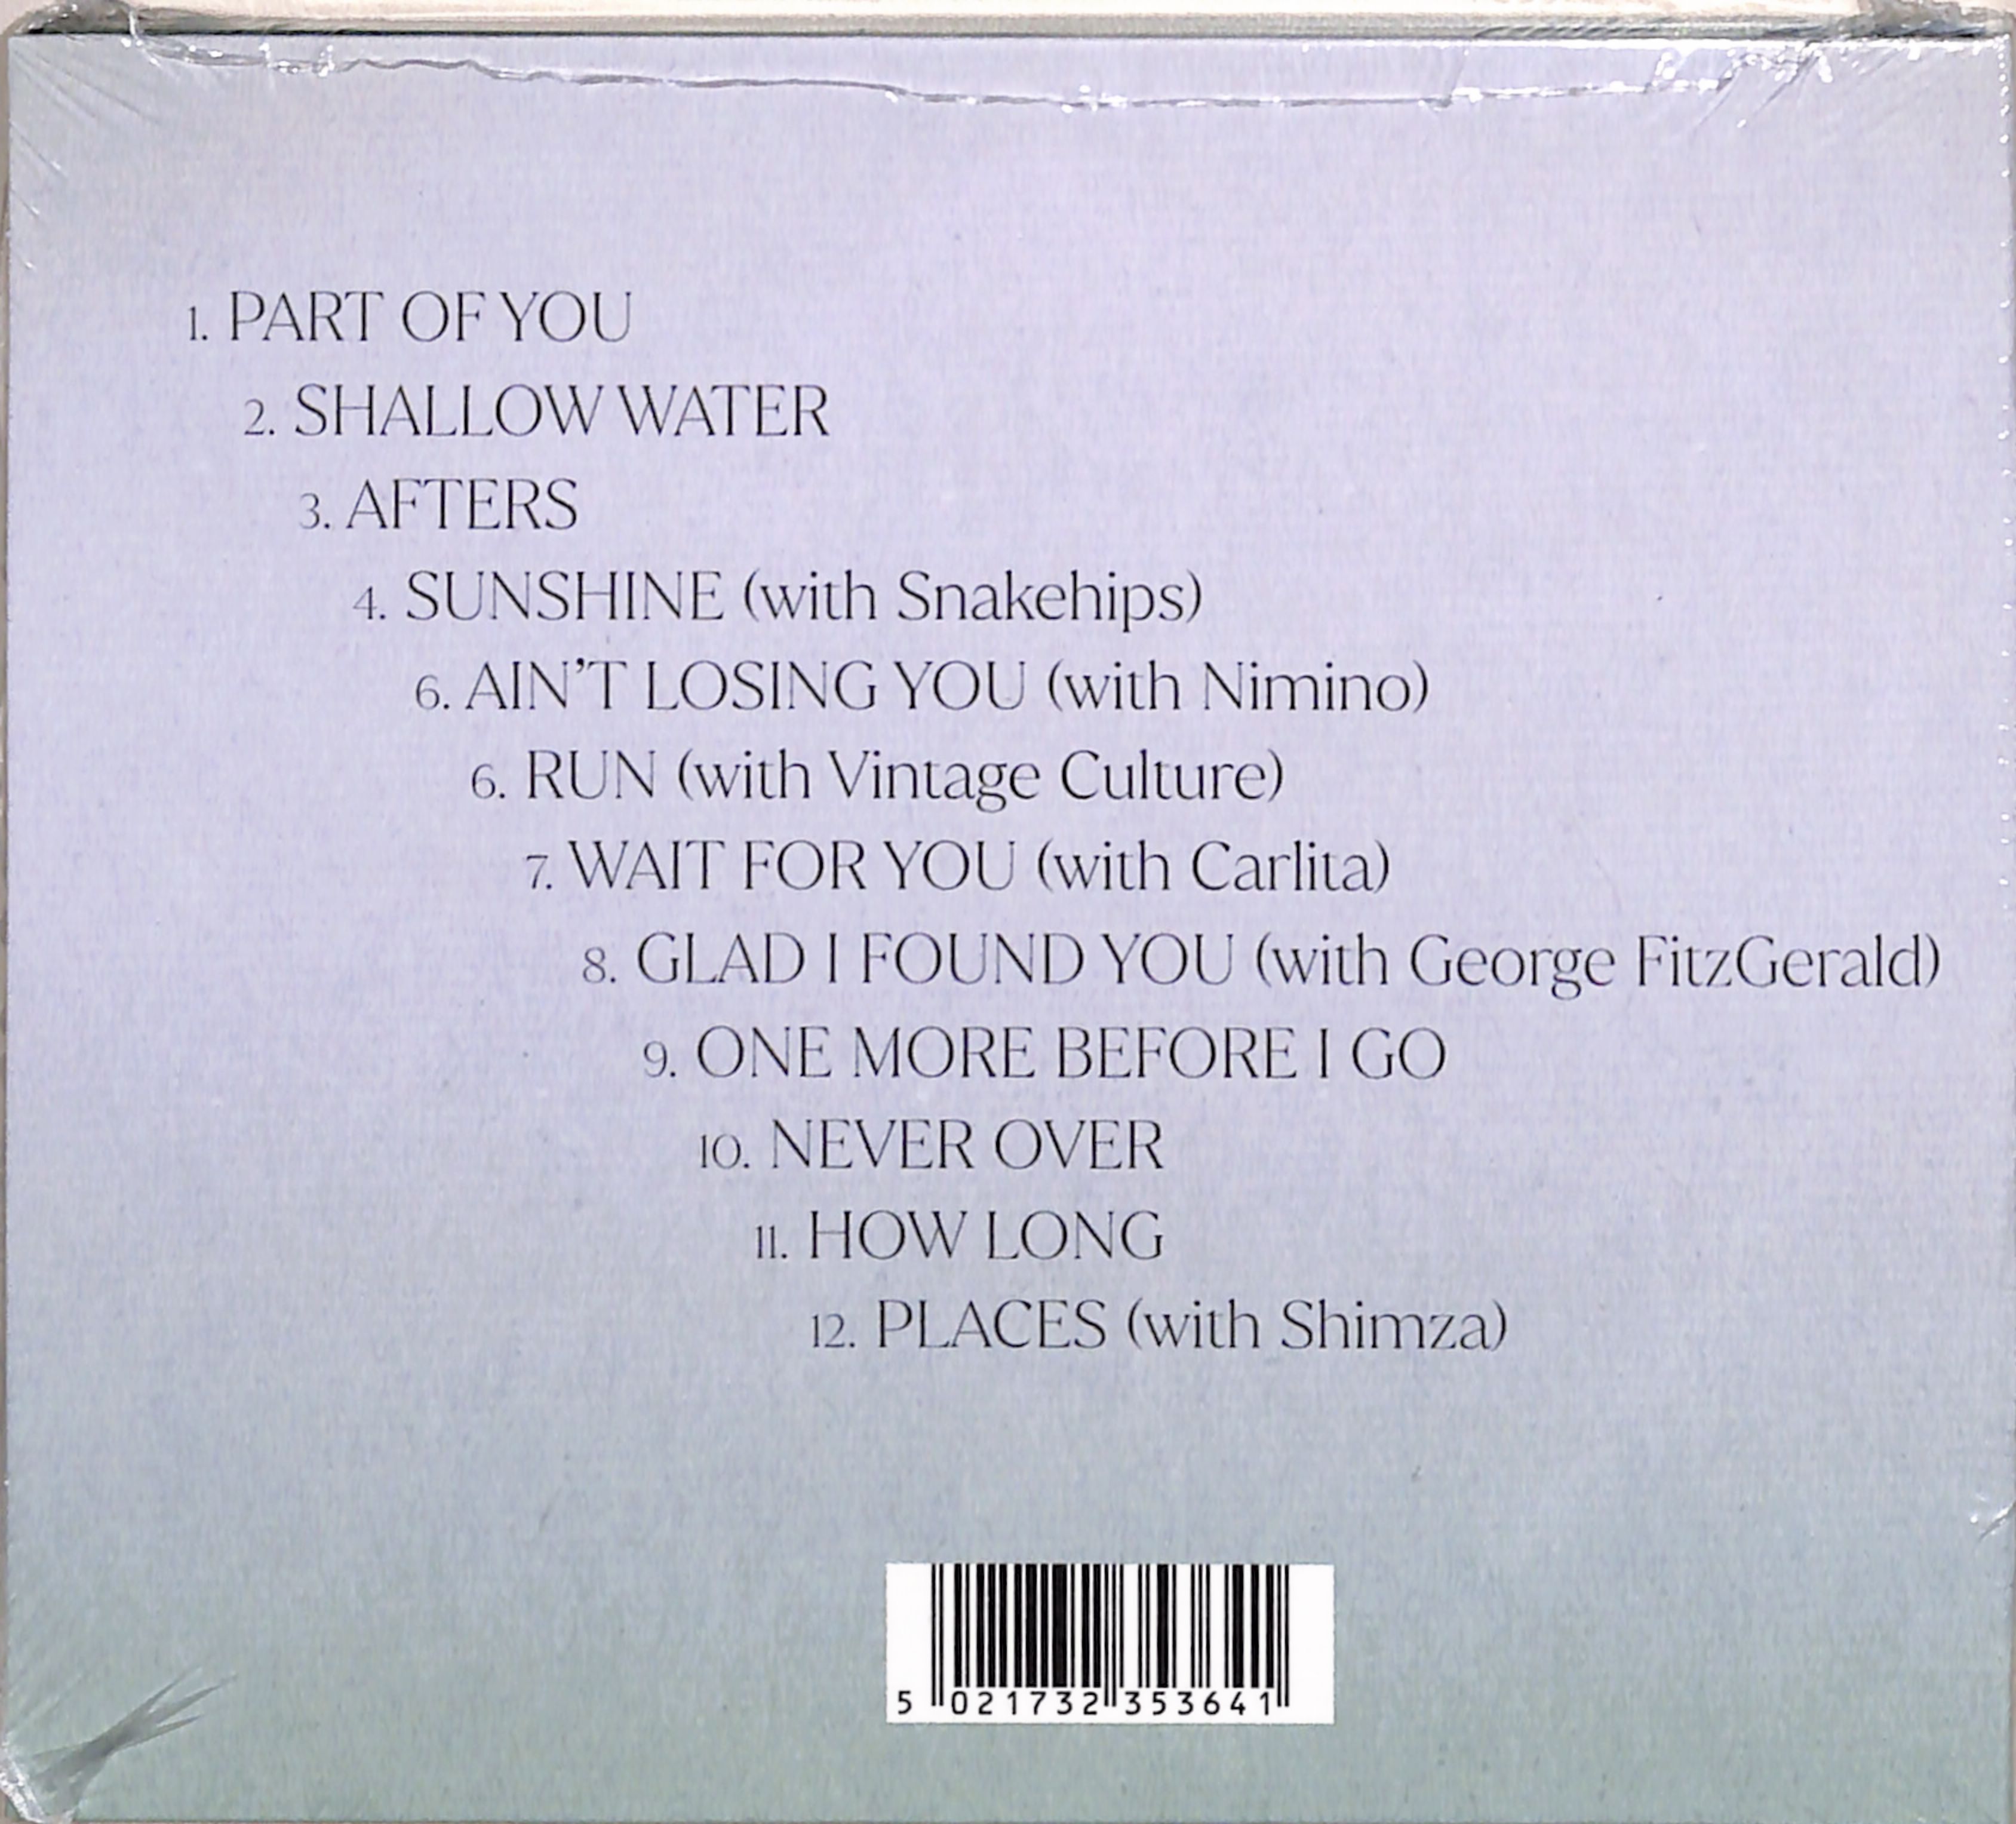 1. PART OF YOU
2. SHALLOW WATER
3. AFTERS
4. SUNSHINE (with Snakehips)
6. AIN'T LOSING YOU (with Nimino)
6. RUN (with Vintage Culture)
7. WAIT FOR YOU (with Carlita)
8. GLAD I FOUND YOU (with George FitzGerald)
9. ONE MORE BEFORE I GO
10. NEVER OVER
11. HOW LONG
12. PLACES (with Shimza)
5 021732 353641